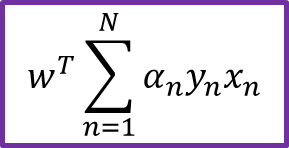 $w^T \sum_{n=1}^{N} \alpha_n y_n x_n$